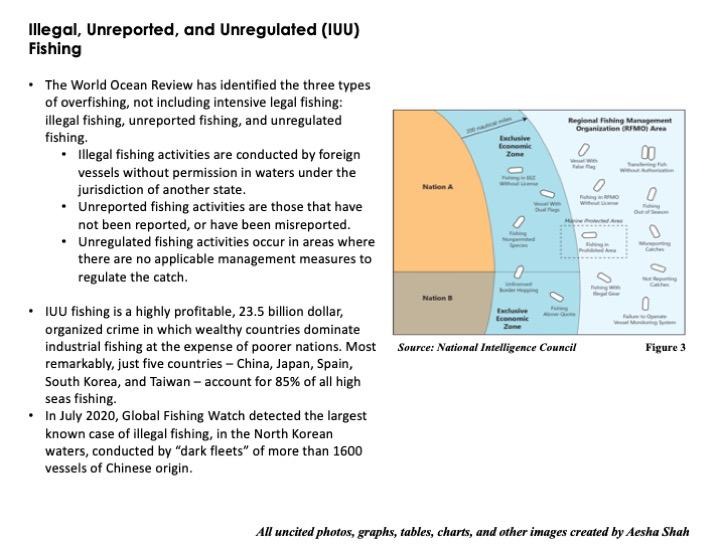 Illegal, Unreported, and Unregulated (IUU)
Fishing
• The World Ocean Review has identified the three types
of overfishing, not including intensive legal fishing:
illegal fishing, unreported fishing, and unregulated
fishing.
• Illegal fishing activities are conducted by foreign
vessels without permission in waters under the
jurisdiction of another state.
• Unreported fishing activities are those that have
not been reported, or have been misreported.
• Unregulated fishing activities occur in areas where
there are no applicable management measures to
regulate the catch.
• IUU fishing is a highly profitable, 23.5 billion dollar,
organized crime in which wealthy countries dominate
industrial fishing at the expense of poorer nations. Most
remarkably, just five countries – China, Japan, Spain,
South Korea, and Taiwan – account for 85% of all high
seas fishing.
• In July 2020, Global Fishing Watch detected the largest
known case of illegal fishing, in the North Korean
waters, conducted by “dark fleets” of more than 1600
vessels of Chinese origin.
200 nautical miles
Regional Fishing Management
Organization (RFMO) Area
Exclusive
Economic
Zone
Nation A
Fishing in EEZ
Without License
Vessel With
Dual Flags
Fishing
Nonpermitted
Species
Vessel With
False Flag
Transferring Fish
Without Authorization
Fishing in RFMO
Without License
Fishing
Out of Season
Marine Protected Area
Fishing in
Prohibited Area
Misreporting
Catches
Nation B
Unlicensed
Border Hopping
Exclusive
Economic
Zone
Fishing
Above Quota
Fishing With
Illegal Gear
Not Reporting
Catches
Failure to Operate
Vessel Monitoring System
Source: National Intelligence Council
Figure 3
All uncited photos, graphs, tables, charts, and other images created by Aesha Shah